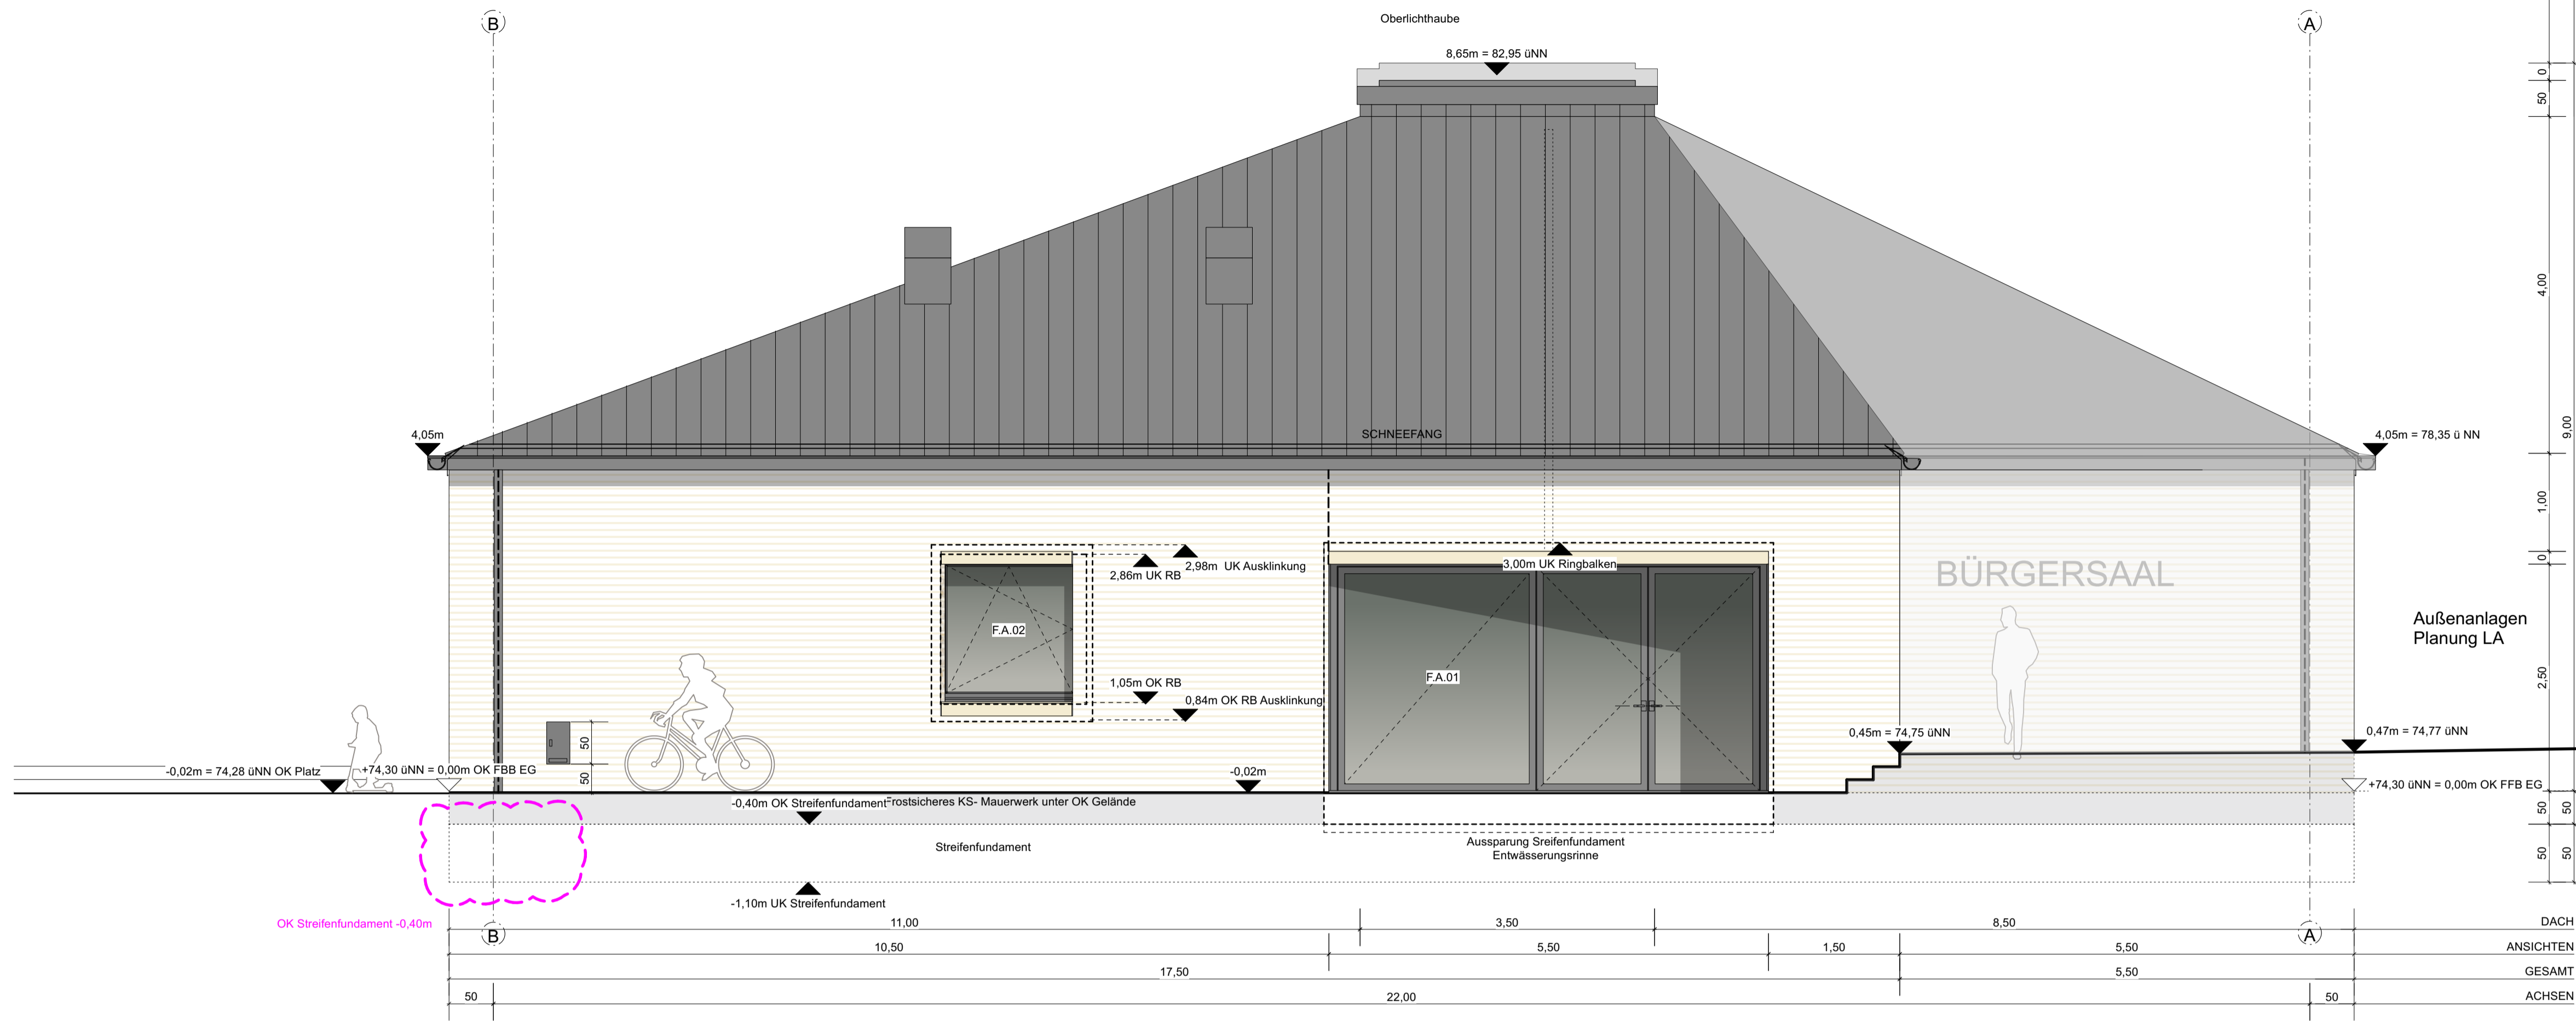 B
Oberlichthaube
A
8,65m = 82,95 üNN
0
50
4,00
9,00
4,05m
SCHNEEFANG
4,05m = 78,35 ü NN
1,00
0
2,98m UK Ausklinkung
2,86m UK RB
3,00m UK Ringbalken
BÜRGERSAAL
F.A.02
Außenanlagen
Planung LA
F.A.01
2,50
1,05m OK RB
0,84m OK RB Ausklinkung
50
50
0,45m = 74,75 üNN
0,47m = 74,77 üNN
-0,02m = 74,28 üNN OK Platz
+74,30 üNN = 0,00m OK FBB EG
-0,02m
+74,30 üNN = 0,00m OK FFB EG
-0,40m OK Streifenfundament
Frostsicheres KS- Mauerwerk unter OK Gelände
50
50
Streifenfundament
Aussparung Sreifenfundament
Entwässerungsrinne
50
50
-1,10m UK Streifenfundament
OK Streifenfundament -0,40m
B
11,00
3,50
8,50
A
DACH
10,50
5,50
1,50
5,50
ANSICHTEN
17,50
5,50
GESAMT
50
22,00
50
ACHSEN